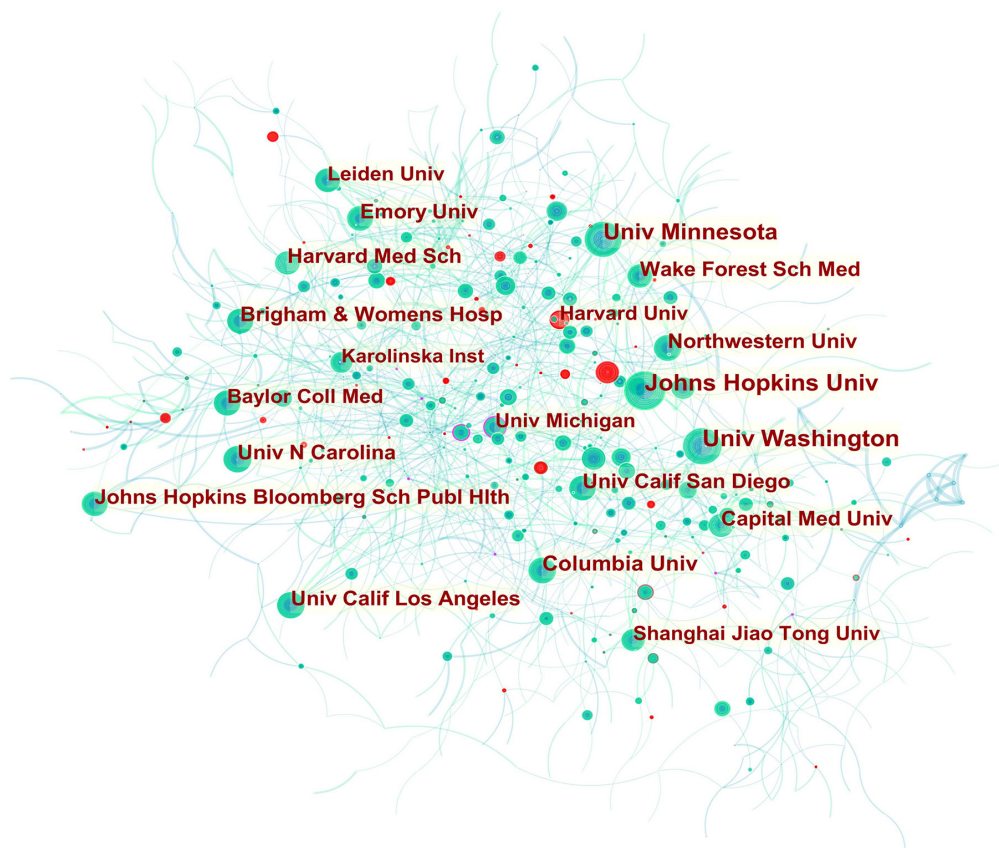 Leiden Univ
Emory Univ
Univ Minnesota
Harvard Med Sch
Wake Forest Sch Med
Brigham & Womens Hosp
Harvard Univ
Northwestern Univ
Karolinska Inst
Johns Hopkins Univ
Baylor Coll Med
Univ Michigan
Univ Washington
Univ N Carolina
Univ Calif San Diego
Johns Hopkins Bloomberg Sch Publ Hlth
Capital Med Univ
Columbia Univ
Univ Calif Los Angeles
Shanghai Jiao Tong Univ